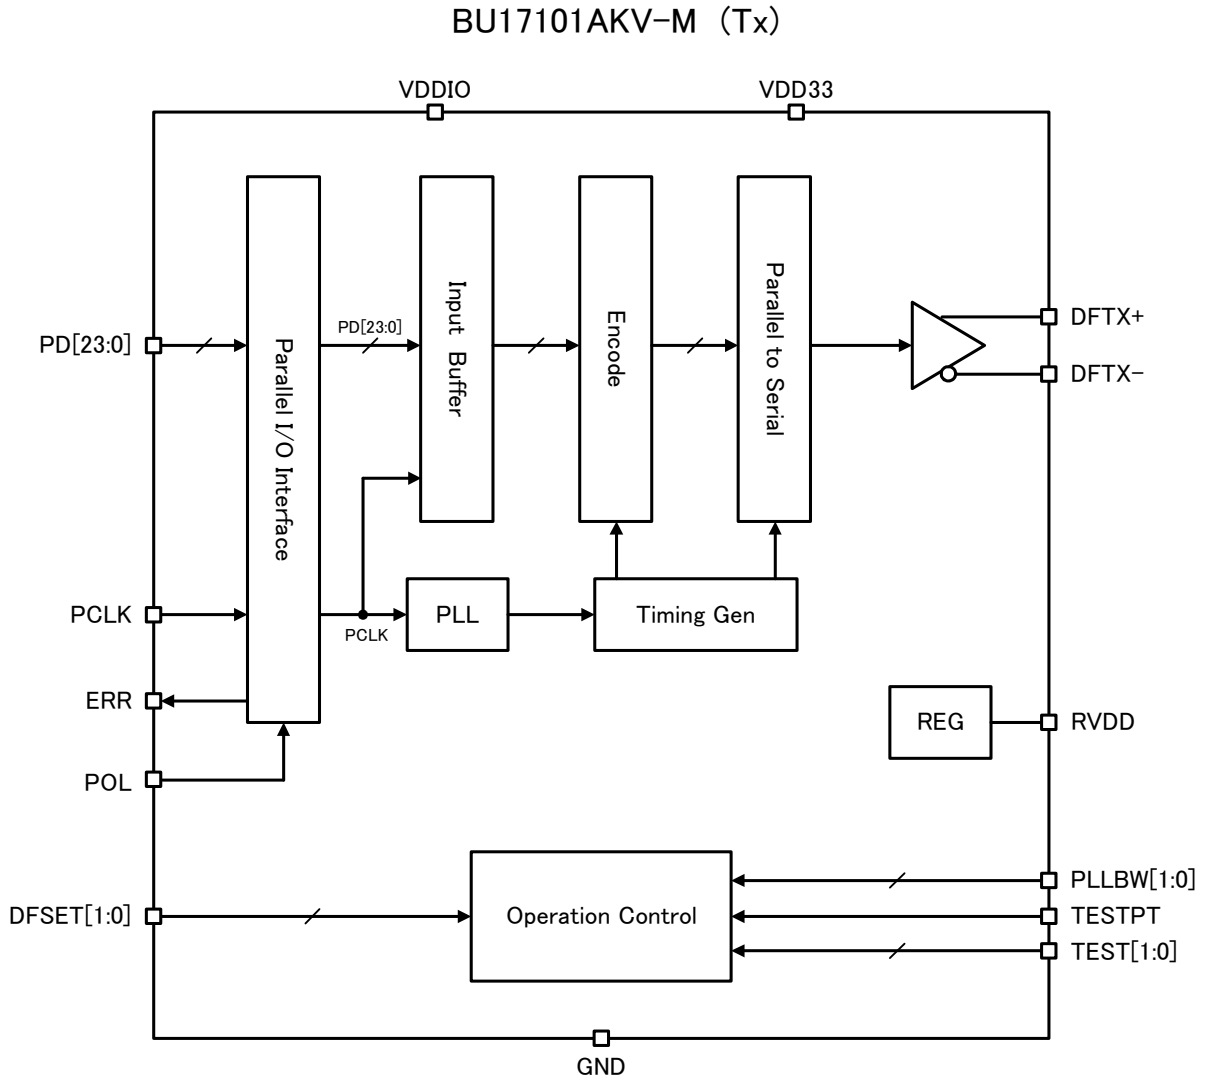 BU17101AKV-M (Tx)
VDDIO
VDD33
Parallel I/O Interface
Input Buffer
Encode
Parallel to Serial
PD[23:0]
PD[23:0]
DFTX+
DFTX-
PCLK
PCLK
PLL
Timing Gen
ERR
POL
REG
RVDD
DFSET[1:0]
Operation Control
PLLBW[1:0]
TESTPT
TEST[1:0]
GND